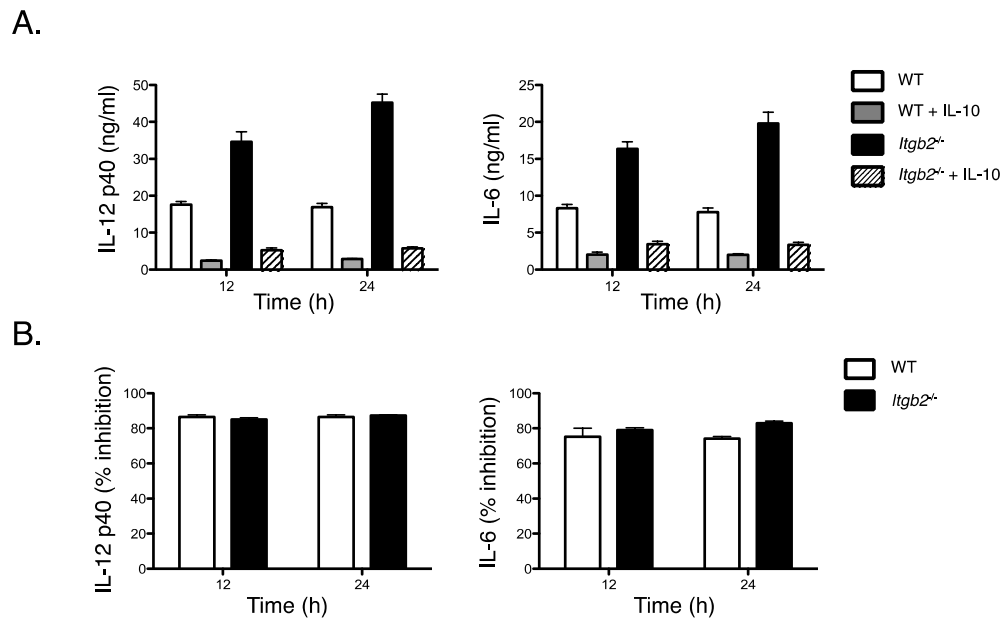 A.
IL-12 p40 (ng/ml)
50
40
30
20
10
0
12
24
Time (h)
IL-6 (ng/ml)
25
20
15
10
5
0
12
24
Time (h)
WT
WT + IL-10
Itgb2-/-
Itgb2-/- + IL-10
B.
IL-12 p40 (% inhibition)
100
80
60
40
20
0
12
24
Time (h)
IL-6 (% inhibition)
100
80
60
40
20
0
12
24
Time (h)
WT
Itgb2-/-